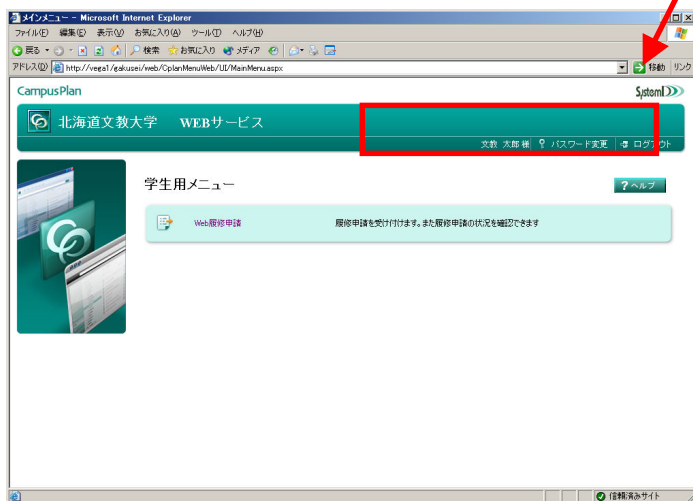 メインメニュー - Microsoft Internet Explorer
ファイル(F) 編集(E) 表示(V) お気に入り(A) ツール(T) ヘルプ(H)
戻る 検索 お気に入り メディア
アドレス(D) http://vega1/gakusei/web/CplanMenuWeb/UI/MainMenu.aspx 移動 リンク
CampusPlan SystemD
北海道文教大学 WEBサービス
文教 太郎 様 パスワード変更 ログアウト
学生用メニュー ? ヘルプ
Web履修申請 履修申請を受け付けます。また履修申請の状況を確認できます
信頼済みサイト